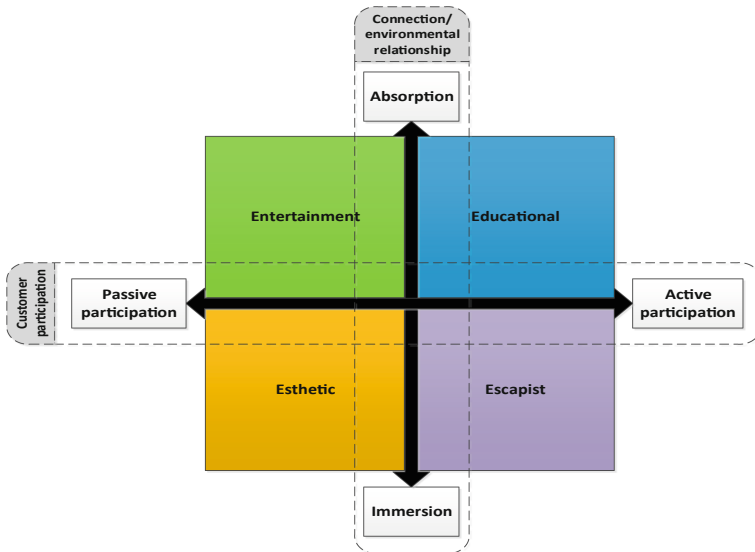 Connection/
environmental
relationship
Absorption
Entertainment
Educational
Customer
participation
Passive
participation
Active
participation
Esthetic
Escapist
Immersion